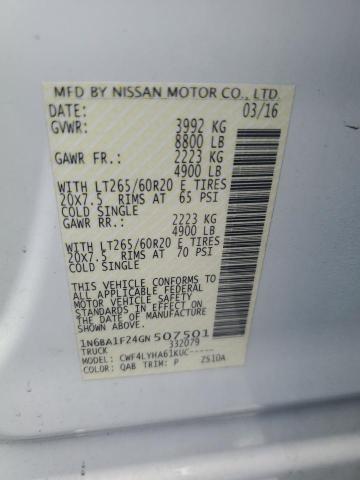 MFD BY NISSAN MOTOR CO., LTD.
DATE: 03/16
GVWR: 3992 KG
8800 LB
GAWR FR.: 2223 KG
4900 LB
WITH LT265/60R20 E TIRES
20X7.5 RIMS AT 65 PSI
COLD SINGLE
GAWR RR.: 2223 KG
4900 LB
WITH LT265/60R20 E TIRES
20X7.5 RIMS AT 70 PSI
COLD SINGLE
THIS VEHICLE CONFORMS TO ALL
APPLICABLE FEDERAL MOTOR
VEHICLE SAFETY STANDARDS
IN EFFECT ON THE DATE OF
MANUFACTURE SHOWN ABOVE.
1N6BA1F24GN507501
TRUCK 332079
MODEL: CWF4LYHA61KUC-----
COLOR: QAB TRIM: P ZS10A